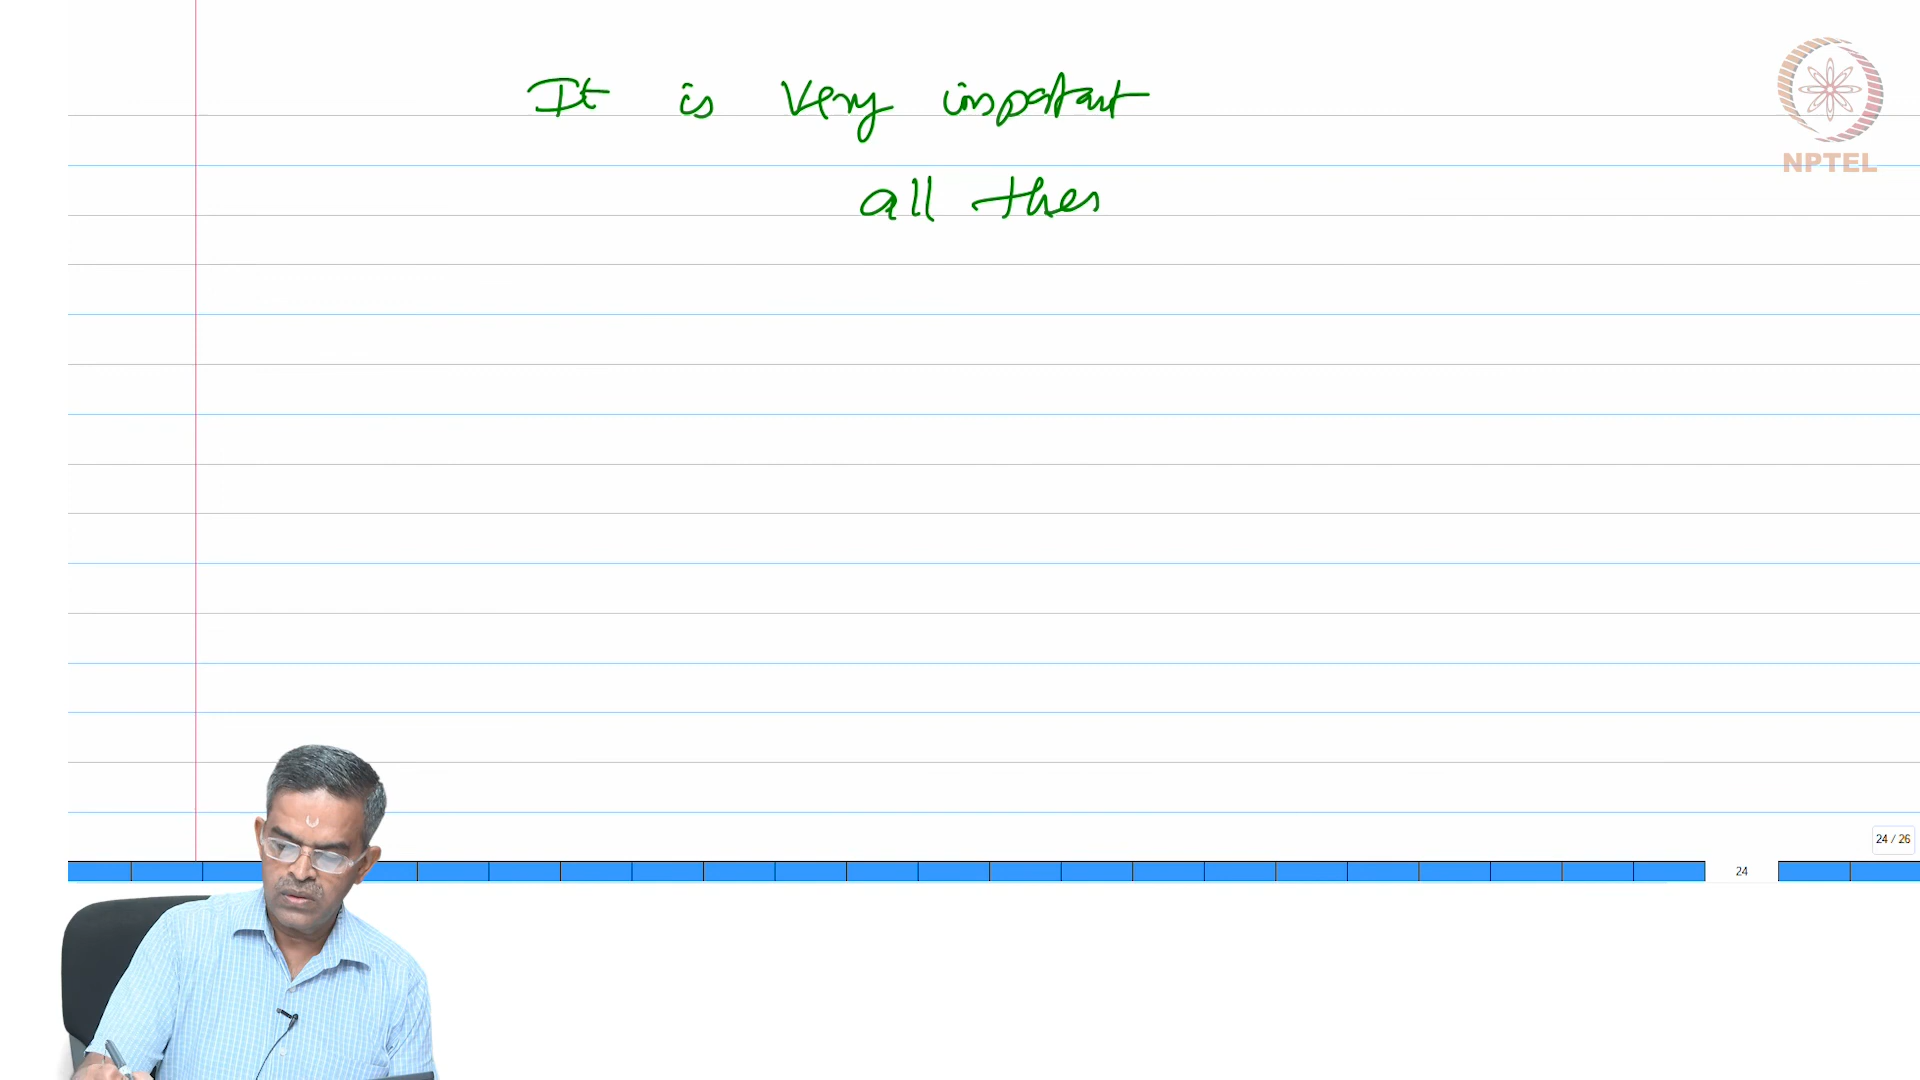 It is very important
all thes
NPTEL
24 / 26
24